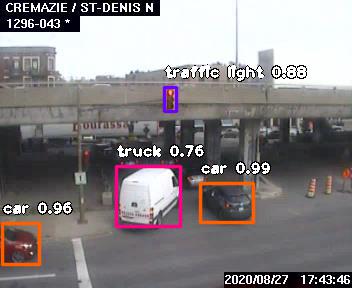 CREMAZIE / ST-DENIS N
1296-043 *
traffic light 0.88
Bourassa
truck 0.76
car 0.99
car 0.96
2020/08/27 17:43:46